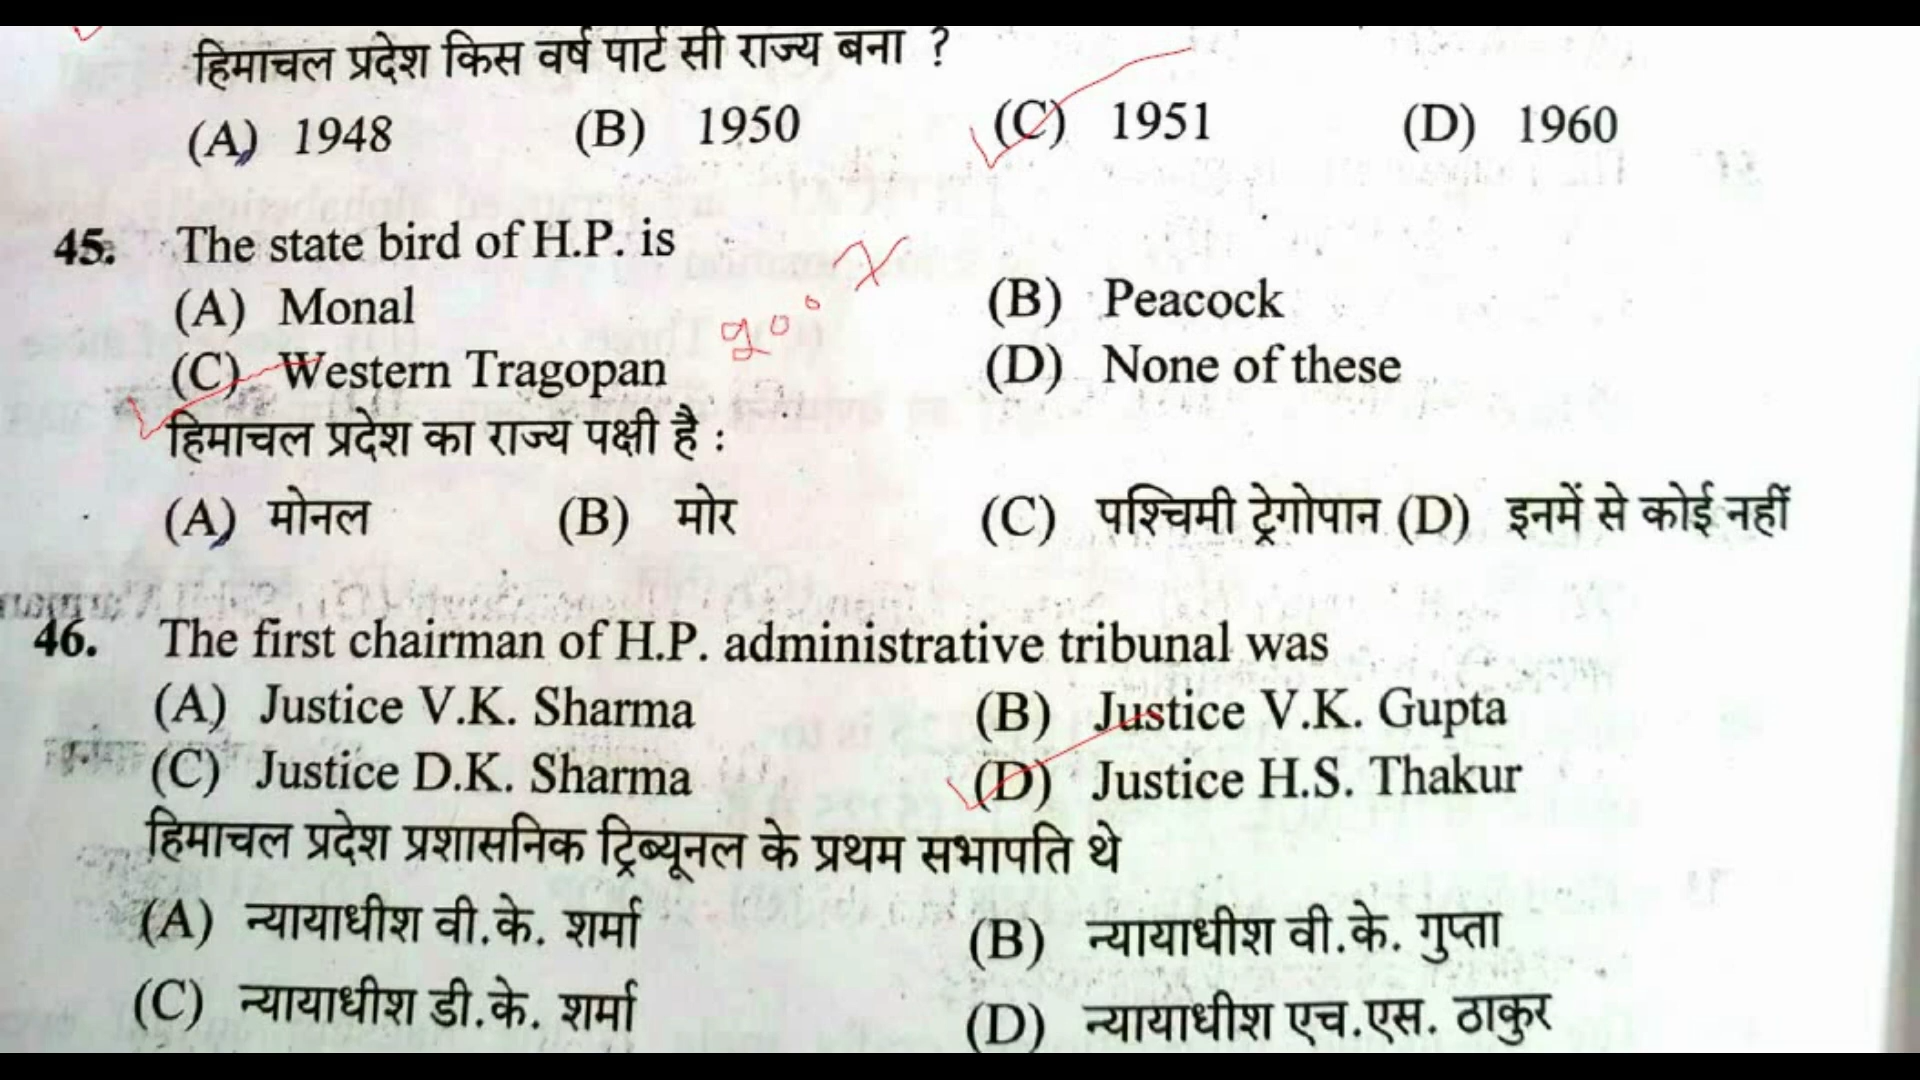 हिमाचल प्रदेश किस वर्ष पार्ट सी राज्य बना ?
(A) 1948 (B) 1950 (C) 1951 (D) 1960
45. The state bird of H.P. is
(A) Monal (B) Peacock
(C) Western Tragopan (D) None of these
हिमाचल प्रदेश का राज्य पक्षी है :
(A) मोनल (B) मोर (C) पश्चिमी ट्रेगोपान (D) इनमें से कोई नहीं
46. The first chairman of H.P. administrative tribunal was
(A) Justice V.K. Sharma (B) Justice V.K. Gupta
(C) Justice D.K. Sharma (D) Justice H.S. Thakur
हिमाचल प्रदेश प्रशासनिक ट्रिब्यूनल के प्रथम सभापति थे
(A) न्यायाधीश वी.के. शर्मा (B) न्यायाधीश वी.के. गुप्ता
(C) न्यायाधीश डी.के. शर्मा (D) न्यायाधीश एच.एस. ठाकुर